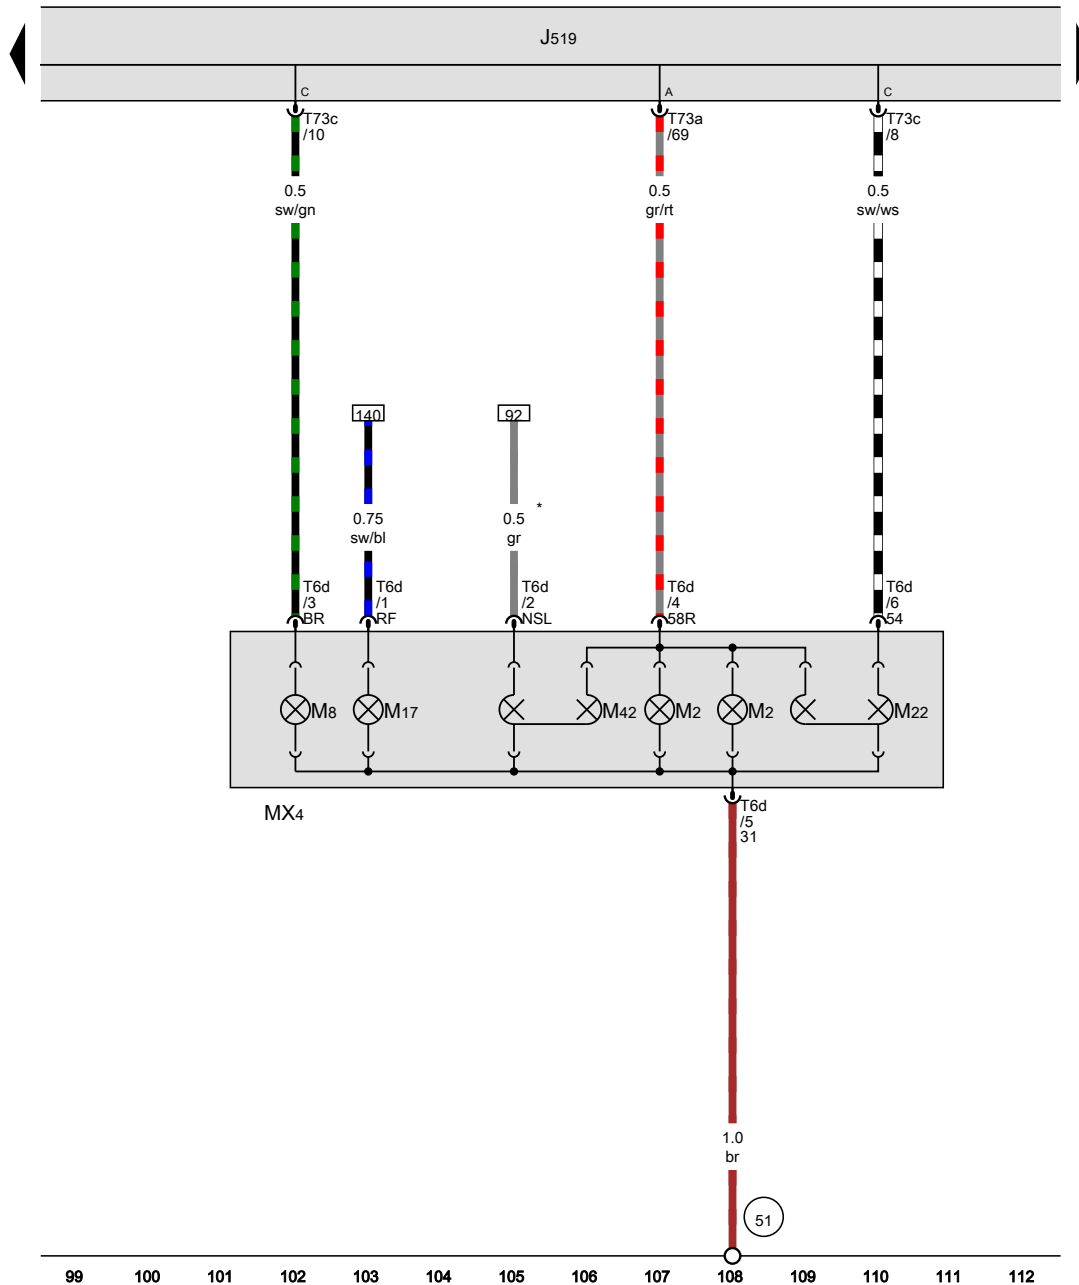 J519
C
A
C
T73c
/10
T73a
/69
T73c
/8
0.5
sw/gn
0.5
gr/rt
0.5
sw/ws
140
92
0.75
sw/bl
0.5
gr
*
T6d
/3
BR
T6d
/1
RF
T6d
/2
NSL
T6d
/4
58R
T6d
/6
54
M8
M17
M42
M2
M2
M22
MX4
T6d
/5
31
1.0
br
51
99 100 101 102 103 104 105 106 107 108 109 110 111 112